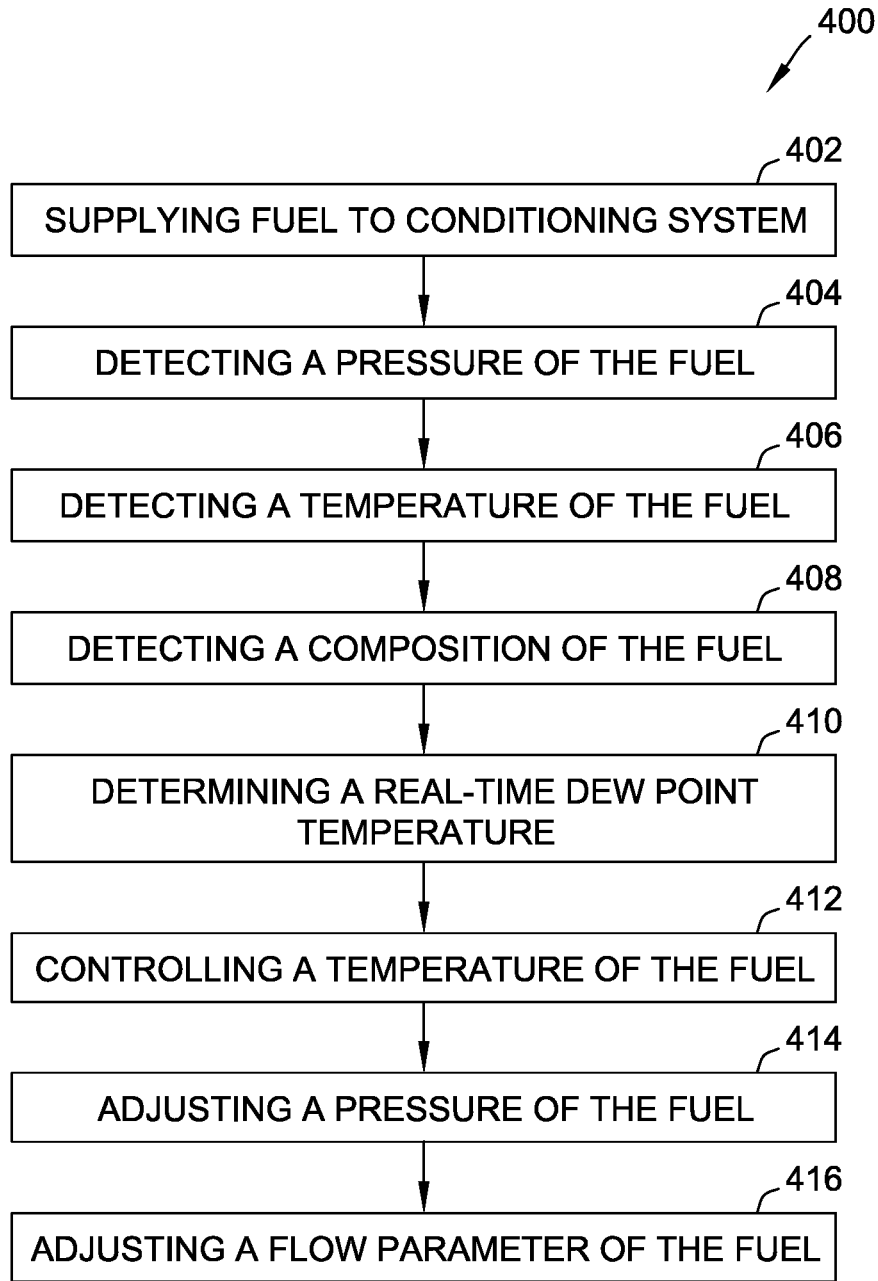 400
402
SUPPLYING FUEL TO CONDITIONING SYSTEM
404
DETECTING A PRESSURE OF THE FUEL
406
DETECTING A TEMPERATURE OF THE FUEL
408
DETECTING A COMPOSITION OF THE FUEL
410
DETERMINING A REAL-TIME DEW POINT
TEMPERATURE
412
CONTROLLING A TEMPERATURE OF THE FUEL
414
ADJUSTING A PRESSURE OF THE FUEL
416
ADJUSTING A FLOW PARAMETER OF THE FUEL